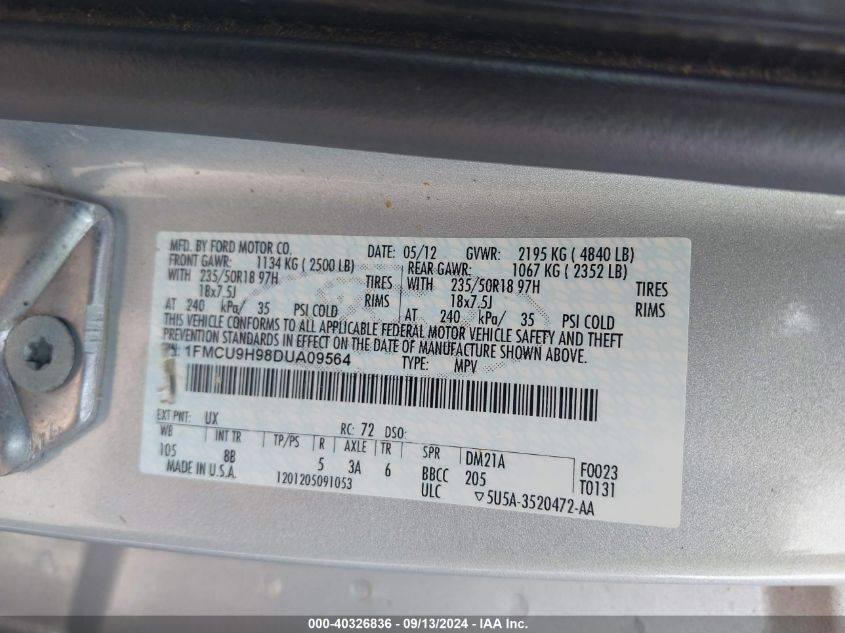 MFD. BY FORD MOTOR CO. DATE: 05/12 GVWR: 2195 KG ( 4840 LB)
FRONT GAWR: 1134 KG ( 2500 LB) REAR GAWR: 1067 KG ( 2352 LB)
WITH 235/50R18 97H TIRES WITH 235/50R18 97H TIRES
18x7.5J RIMS 18x7.5J RIMS
AT 240 kPa/ 35 PSI COLD AT 240 kPa/ 35 PSI COLD
THIS VEHICLE CONFORMS TO ALL APPLICABLE FEDERAL MOTOR VEHICLE SAFETY AND THEFT
PREVENTION STANDARDS IN EFFECT ON THE DATE OF MANUFACTURE SHOWN ABOVE.
VIN: 1FMCU9H98DUA09564 TYPE: MPV
EXT PNT: UX RC: 72 DSO:
WB INT TR TP/PS R AXLE TR SPR DM21A F0023
105 8B 5 3A 6 BBCC 205 T0131
MADE IN U.S.A. 1201205091053 ULC ▽5U5A-3520472-AA
000-40326836 - 09/13/2024 - IAA Inc.